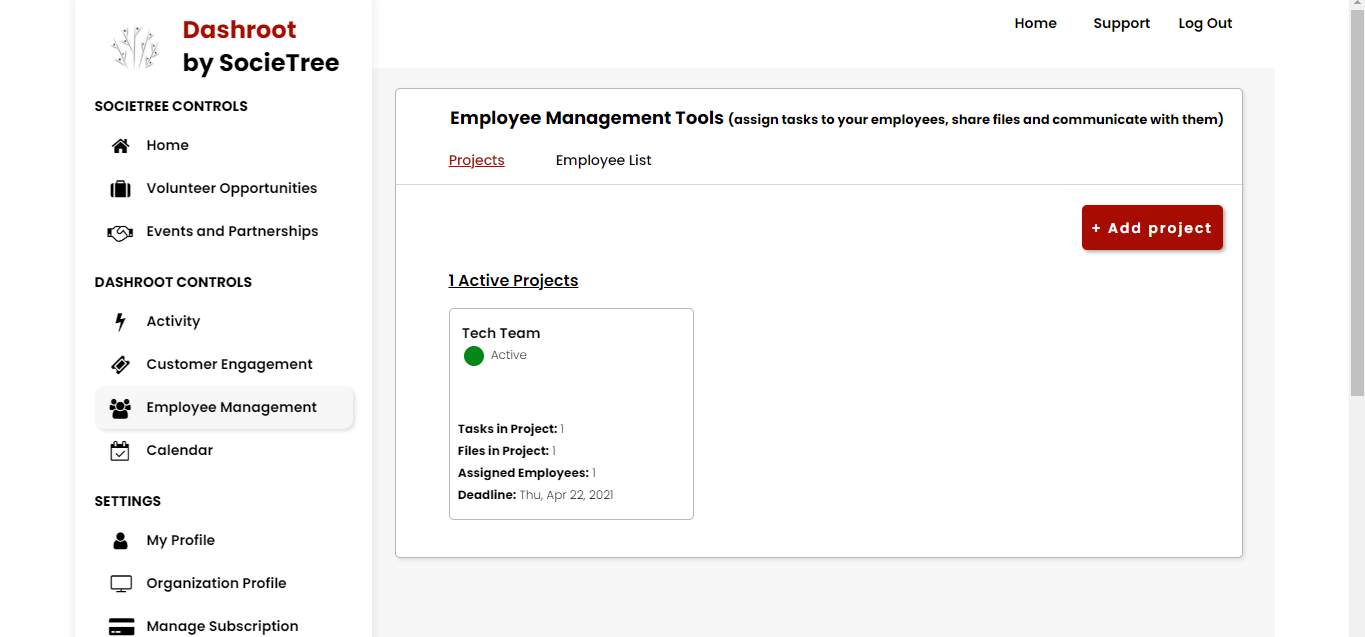 Dashroot
by SocieTree
SOCIETREE CONTROLS
Home
Volunteer Opportunities
Events and Partnerships
DASHROOT CONTROLS
Activity
Customer Engagement
Employee Management
Calendar
SETTINGS
My Profile
Organization Profile
Manage Subscription
Home Support Log Out
Employee Management Tools (assign tasks to your employees, share files and communicate with them)
Projects Employee List
+ Add project
1 Active Projects
Tech Team
Active
Tasks in Project: 1
Files in Project: 1
Assigned Employees: 1
Deadline: Thu, Apr 22, 2021